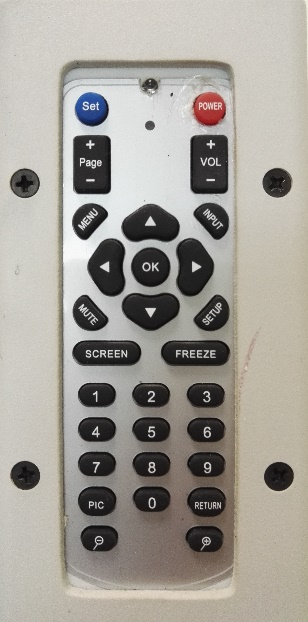 Set POWER
+ +
Page VOL
- -
MENU INPUT
OK
MUTE SETUP
SCREEN FREEZE
1 2 3
4 5 6
7 8 9
PIC 0 RETURN